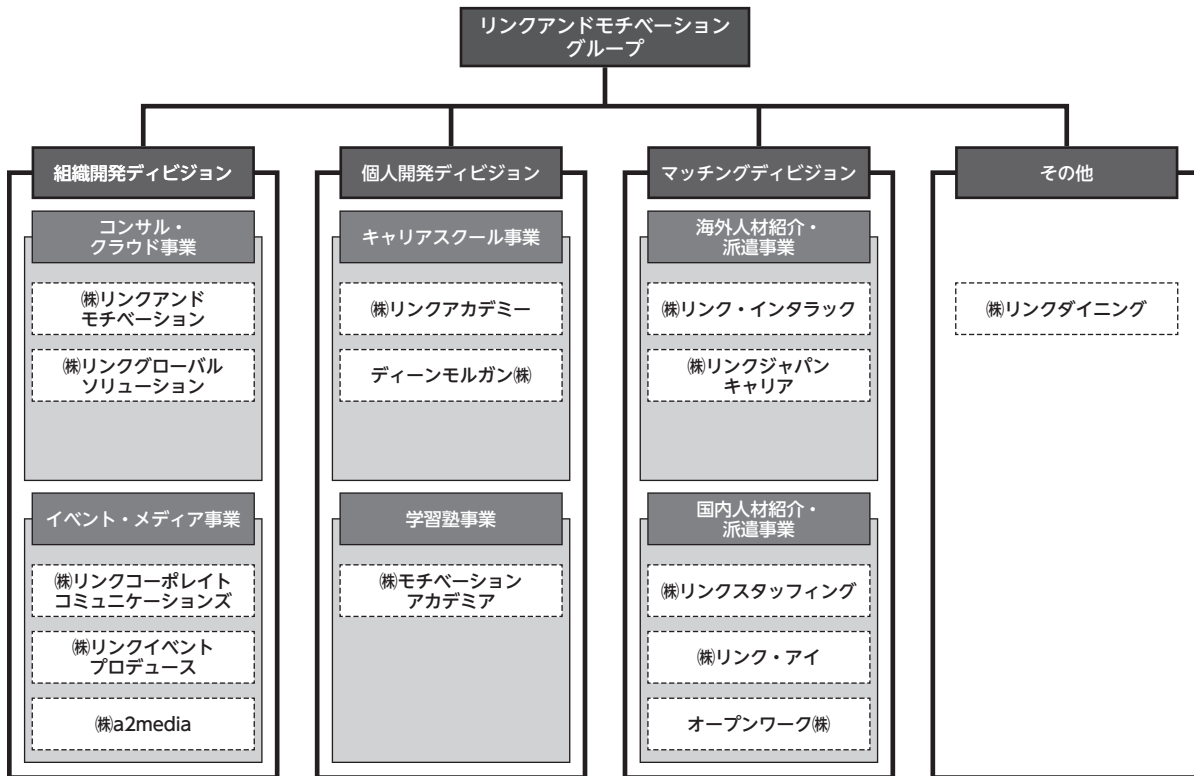 リンクアンドモチベーション
グループ
組織開発ディビジョン
コンサル・
クラウド事業
㈱リンクアンド
モチベーション
㈱リンクグローバル
ソリューション
イベント・メディア事業
㈱リンクコーポレイト
コミュニケーションズ
㈱リンクイベント
プロデュース
㈱a2media
個人開発ディビジョン
キャリアスクール事業
㈱リンクアカデミー
ディーンモルガン㈱
学習塾事業
㈱モチベーション
アカデミア
マッチングディビジョン
海外人材紹介・
派遣事業
㈱リンク・インタラック
㈱リンクジャパン
キャリア
国内人材紹介・
派遣事業
㈱リンクスタッフィング
㈱リンク・アイ
オープンワーク㈱
その他
㈱リンクダイニング